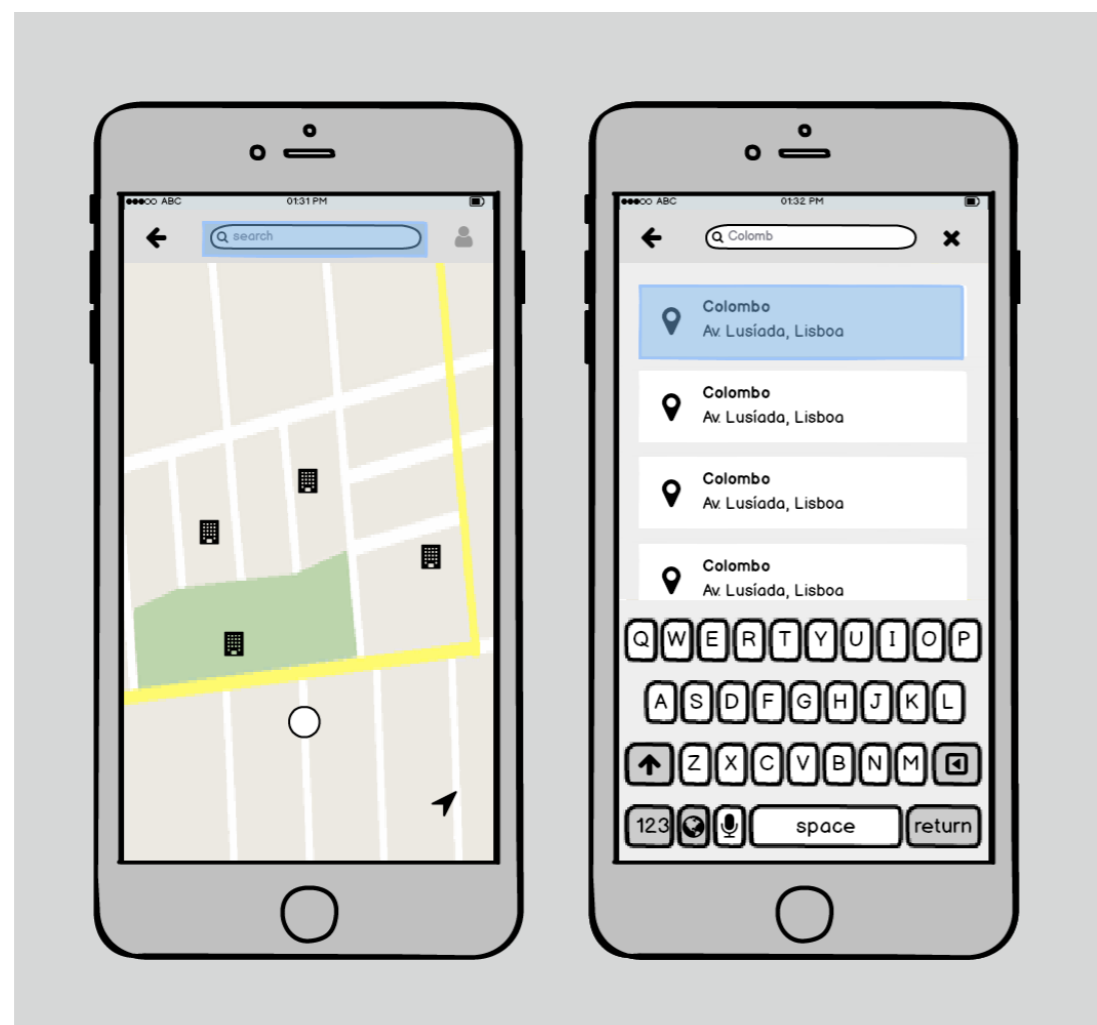 ABC 01:31 PM
search
ABC 01:32 PM
Colomb
Colombo
Av. Lusíada, Lisboa
Colombo
Av. Lusíada, Lisboa
Colombo
Av. Lusíada, Lisboa
Colombo
Av. Lusíada, Lisboa
Q W E R T Y U I O P
A S D F G H J K L
Z X C V B N M
123 space return